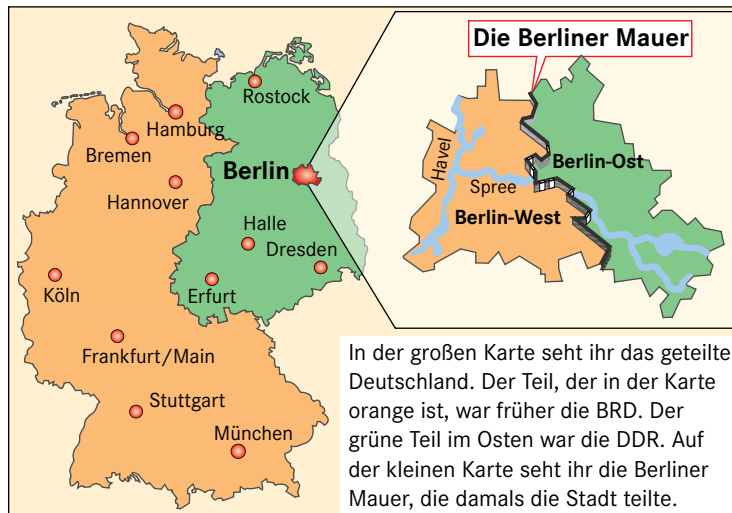 Die Berliner Mauer
Rostock
Hamburg
Bremen
Berlin
Hannover
Halle
Dresden
Köln
Erfurt
Frankfurt/Main
Stuttgart
München
Havel
Berlin-Ost
Spree
Berlin-West
In der großen Karte seht ihr das geteilte
Deutschland. Der Teil, der in der Karte
orange ist, war früher die BRD. Der
grüne Teil im Osten war die DDR. Auf
der kleinen Karte seht ihr die Berliner
Mauer, die damals die Stadt teilte.